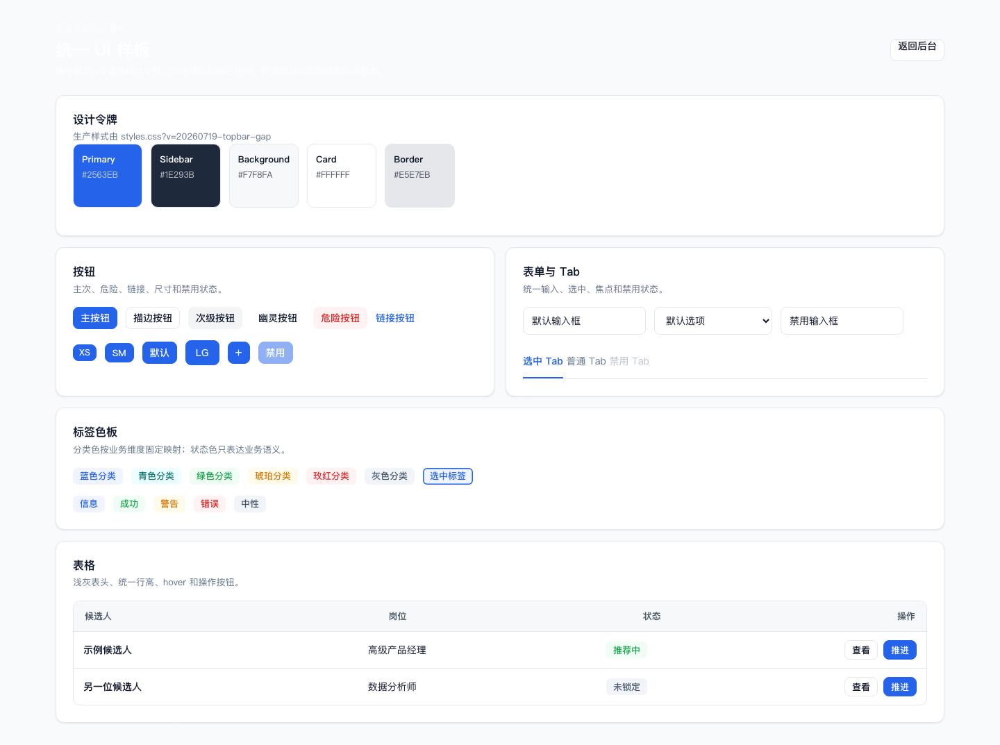 统一 UI 样板
返回后台
设计令牌
生产样式由 styles.css?v=20260719-topbar-gap
Primary
#2563EB
Sidebar
#1E293B
Background
#F7F8FA
Card
#FFFFFF
Border
#E5E7EB
按钮
主次、危险、链接、尺寸和禁用状态。
主按钮 描边按钮 次级按钮 幽灵按钮 危险按钮 链接按钮
XS SM 默认 LG + 禁用
表单与 Tab
统一输入、选中、焦点和禁用状态。
默认输入框 默认选项 禁用输入框
选中 Tab 普通 Tab 禁用 Tab
标签色板
分类色按业务维度固定映射；状态色只表达业务语义。
蓝色分类 青色分类 绿色分类 琥珀分类 玫红分类 灰色分类 选中标签
信息 成功 警告 错误 中性
表格
浅灰表头、统一行高、hover 和操作按钮。
候选人 岗位 状态 操作
示例候选人 高级产品经理 推荐中 查看 推进
另一位候选人 数据分析师 未锁定 查看 推进